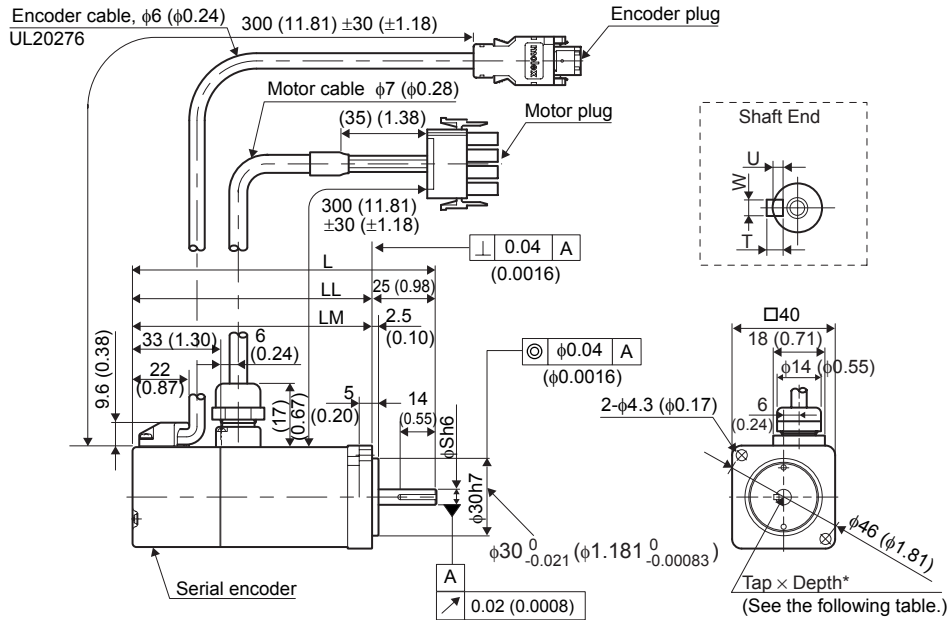 Encoder cable, ϕ6 (ϕ0.24)
UL20276
300 (11.81) ±30 (±1.18)
Encoder plug
molex
Motor cable ϕ7 (ϕ0.28)
(35) (1.38)
Motor plug
300 (11.81)
±30 (±1.18)
Shaft End
U
W
T
⊥ 0.04 A
(0.0016)
L
LL
25 (0.98)
LM
2.5
(0.10)
33 (1.30)
6
(0.24)
22
(0.87)
9.6 (0.38)
(17)
(0.67)
5
(0.20)
14
(0.55)
ϕSh6
ϕ30h7
◎ ϕ0.04 A
(ϕ0.0016)
ϕ30 0 -0.021 (ϕ1.181 0 -0.00083)
A
↗ 0.02 (0.0008)
Serial encoder
□40
18 (0.71)
ϕ14 (ϕ0.55)
2-ϕ4.3 (ϕ0.17)
6
(0.24)
ϕ46 (ϕ1.81)
Tap × Depth*
(See the following table.)